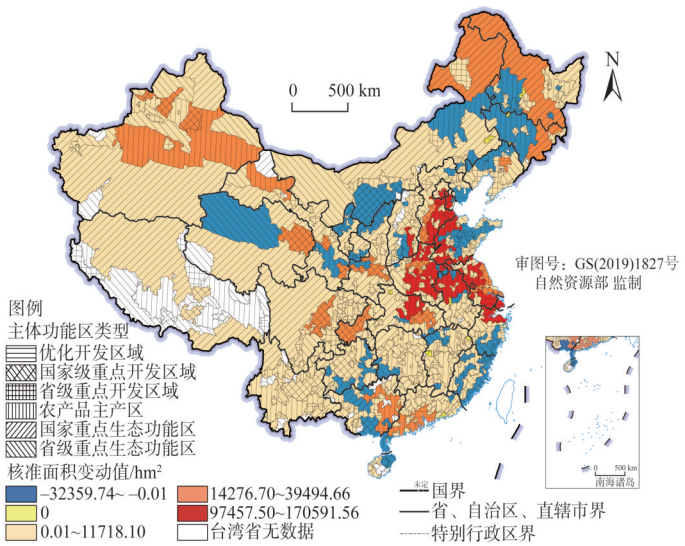 N
0 500 km
审图号：GS(2019)1827号
自然资源部 监制
图例
主体功能区类型
优化开发区域
国家级重点开发区域
省级重点开发区域
农产品主产区
国家重点生态功能区
省级重点生态功能区
核准面积变动值/hm²
−32359.74~ −0.01
0
0.01~11718.10
14276.70~39494.66
97457.50~170591.56
台湾省无数据
未定 国界
省、自治区、直辖市界
特别行政区界
0 500 km
南海诸岛